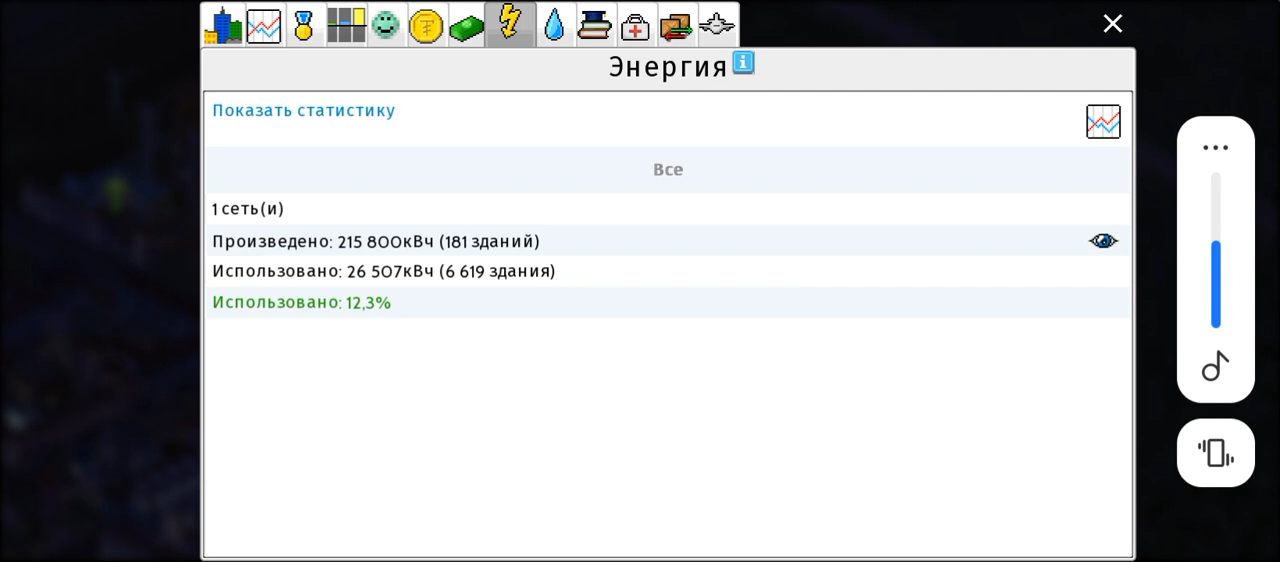 Энергия
Показать статистику
Все
1 сеть(и)
Произведено: 215 800кВч (181 зданий)
Использовано: 26 507кВч (6 619 здания)
Использовано: 12,3%